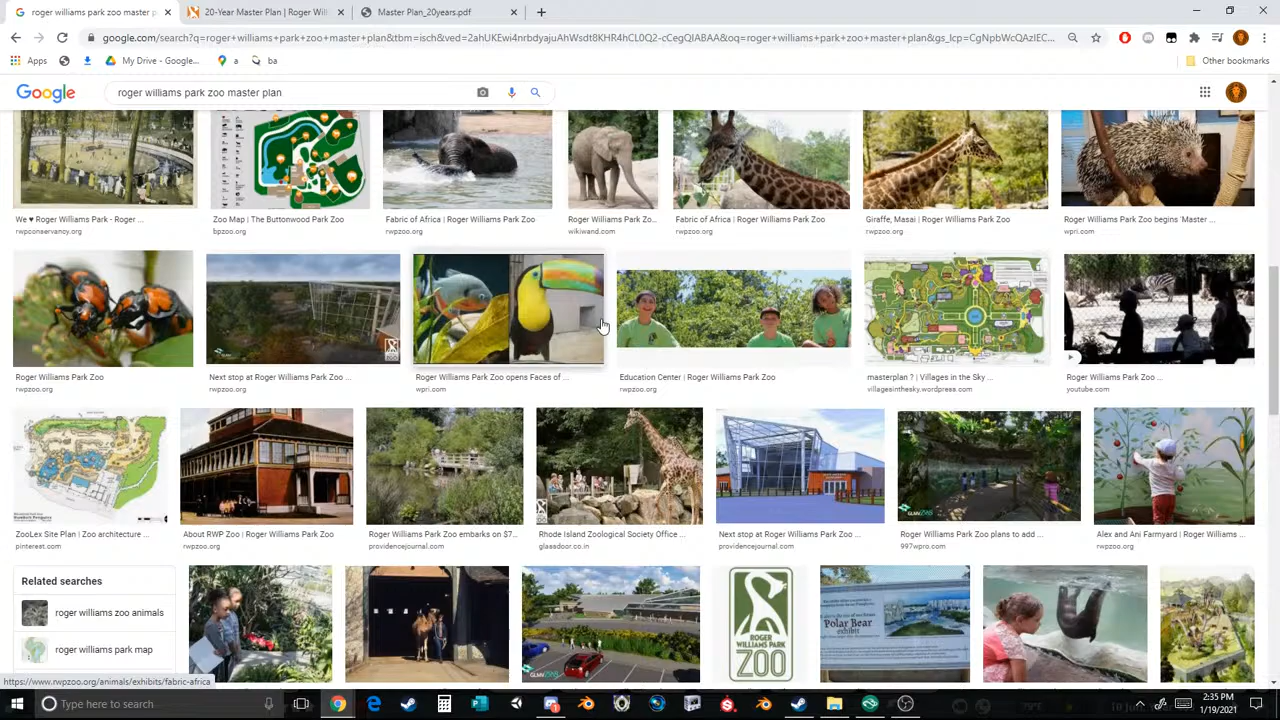 roger williams park zoo master p
20-Year Master Plan | Roger Will
Master Plan_20years.pdf
google.com/search?q=roger+williams+park+zoo+master+plan&tbm=isch&ved=2ahUKEwi4nrbdyajuAhWsdt8KHR4hCL0Q2-cCegQIABAA&oq=roger+williams+park+zoo+master+plan&gs_lcp=CgNpbWcQAzIEC...
Apps
My Drive - Google...
a
ba
Other bookmarks
Google
roger williams park zoo master plan
We ♥ Roger Williams Park - Roger ...
rwpconservancy.org
Zoo Map | The Buttonwood Park Zoo
bpzoo.org
Fabric of Africa | Roger Williams Park Zoo
rwpzoo.org
Roger Williams Park Zo...
wikiwand.com
Fabric of Africa | Roger Williams Park Zoo
rwpzoo.org
Giraffe, Masai | Roger Williams Park Zoo
rwpzoo.org
Roger Williams Park Zoo begins 'Master ...
wpri.com
Roger Williams Park Zoo
rwpzoo.org
Next stop at Roger Williams Park Zoo ...
rwpzoo.org
Roger Williams Park Zoo opens Faces of ...
wpri.com
Education Center | Roger Williams Park Zoo
rwpzoo.org
masterplan ? | Villages in the Sky ...
villagesinthesky.wordpress.com
Roger Williams Park Zoo ...
youtube.com
ZooLex Site Plan | Zoo architecture ...
pinterest.com
About RWP Zoo | Roger Williams Park Zoo
rwpzoo.org
Roger Williams Park Zoo embarks on $7...
providencejournal.com
Rhode Island Zoological Society Office ...
glassdoor.co.in
Next stop at Roger Williams Park Zoo ...
providencejournal.com
Roger Williams Park Zoo plans to add ...
997wpro.com
Alex and Ani Farmyard | Roger Williams ...
rwpzoo.org
Related searches
roger williams zoo animals
roger williams park map
ROGER
WILLIAMS PARK
ZOO
Polar Bear
exhibit
https://www.rwpzoo.org/animals/exhibits/fabric-africa
Type here to search
2:35 PM
1/19/2021